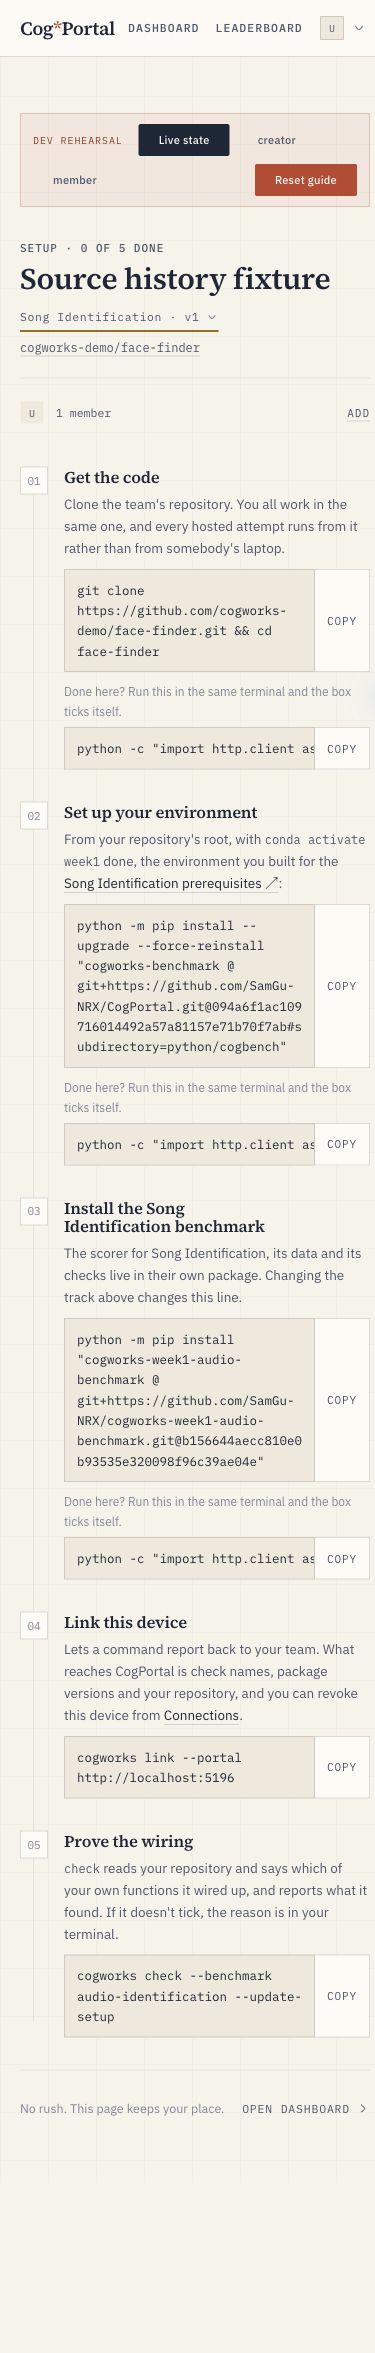 Cog*Portal DASHBOARD LEADERBOARD U
DEV REHEARSAL Live state creator
member Reset guide
SETUP · 0 OF 5 DONE
Source history fixture
Song Identification · v1
cogworks-demo/face-finder
U 1 member ADD
01 Get the code
Clone the team's repository. You all work in the
same one, and every hosted attempt runs from it
rather than from somebody's laptop.
git clone
https://github.com/cogworks-
demo/face-finder.git && cd
face-finder
COPY
Done here? Run this in the same terminal and the box
ticks itself.
python -c "import http.client as COPY
02 Set up your environment
From your repository's root, with conda activate
week1 done, the environment you built for the
Song Identification prerequisites ↗:
python -m pip install --
upgrade --force-reinstall
"cogworks-benchmark @
git+https://github.com/SamGu-
NRX/CogPortal.git@094a6f1ac109
716014492a57a81157e71b70f7ab#s
ubdirectory=python/cogbench"
COPY
Done here? Run this in the same terminal and the box
ticks itself.
python -c "import http.client as COPY
03 Install the Song
Identification benchmark
The scorer for Song Identification, its data and its
checks live in their own package. Changing the
track above changes this line.
python -m pip install
"cogworks-week1-audio-
benchmark @
git+https://github.com/SamGu-
NRX/cogworks-week1-audio-
benchmark.git@b156644aecc810e0
b93535e320098f96c39ae04e"
COPY
Done here? Run this in the same terminal and the box
ticks itself.
python -c "import http.client as COPY
04 Link this device
Lets a command report back to your team. What
reaches CogPortal is check names, package
versions and your repository, and you can revoke
this device from Connections.
cogworks link --portal
http://localhost:5196
COPY
05 Prove the wiring
check reads your repository and says which of
your own functions it wired up, and reports what it
found. If it doesn't tick, the reason is in your
terminal.
cogworks check --benchmark
audio-identification --update-
setup
COPY
No rush. This page keeps your place. OPEN DASHBOARD >